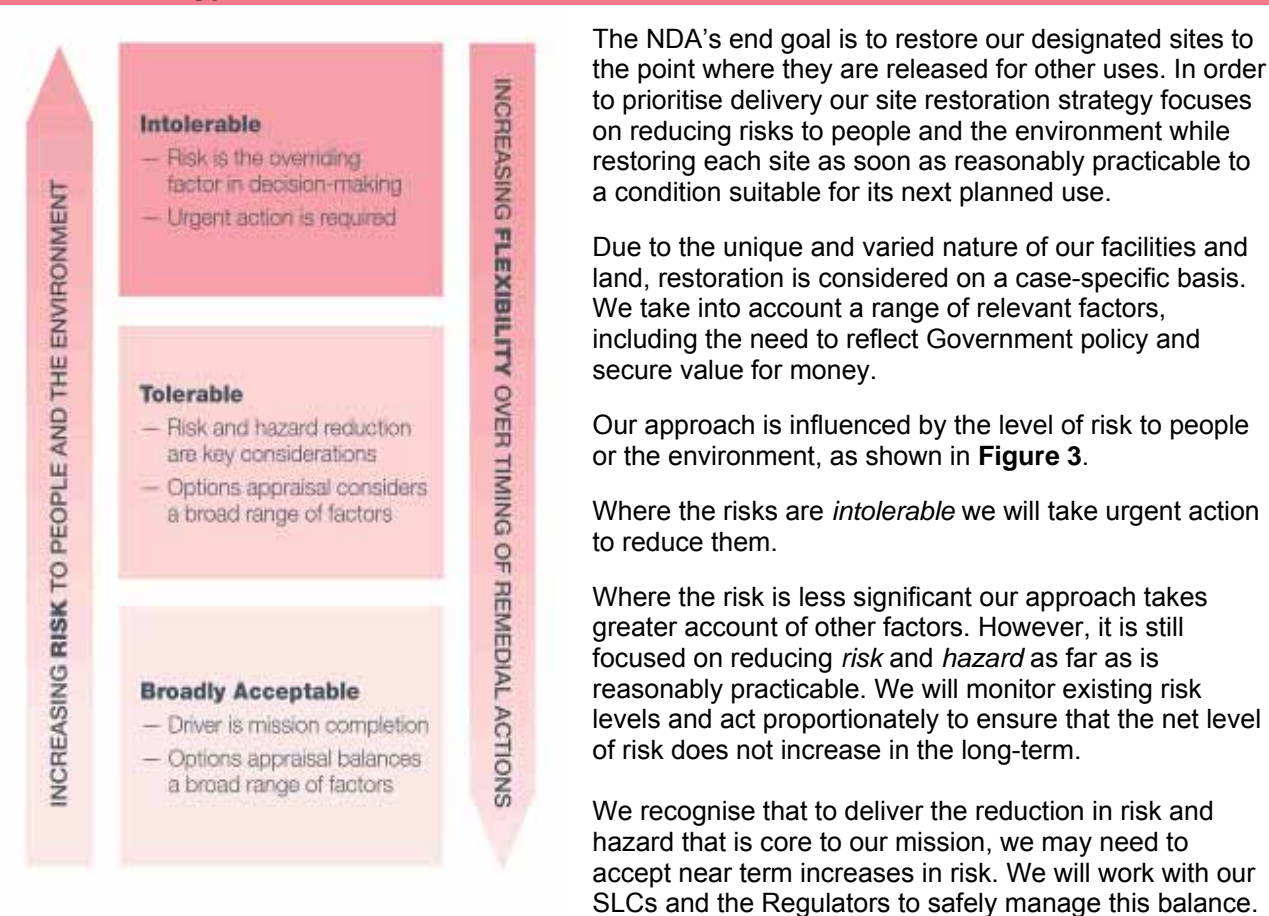 INCREASING RISK TO PEOPLE AND THE ENVIRONMENT
Intolerable
— Risk is the overriding
factor in decision-making
— Urgent action is required
Tolerable
— Risk and hazard reduction
are key considerations
— Options appraisal considers
a broad range of factors
Broadly Acceptable
— Driver is mission completion
— Options appraisal balances
a broad range of factors
INCREASING FLEXIBILITY OVER TIMING OF REMEDIAL ACTIONS
The NDA's end goal is to restore our designated sites to
the point where they are released for other uses. In order
to prioritise delivery our site restoration strategy focuses
on reducing risks to people and the environment while
restoring each site as soon as reasonably practicable to
a condition suitable for its next planned use.
Due to the unique and varied nature of our facilities and
land, restoration is considered on a case-specific basis.
We take into account a range of relevant factors,
including the need to reflect Government policy and
secure value for money.
Our approach is influenced by the level of risk to people
or the environment, as shown in Figure 3.
Where the risks are intolerable we will take urgent action
to reduce them.
Where the risk is less significant our approach takes
greater account of other factors. However, it is still
focused on reducing risk and hazard as far as is
reasonably practicable. We will monitor existing risk
levels and act proportionately to ensure that the net level
of risk does not increase in the long-term.
We recognise that to deliver the reduction in risk and
hazard that is core to our mission, we may need to
accept near term increases in risk. We will work with our
SLCs and the Regulators to safely manage this balance.